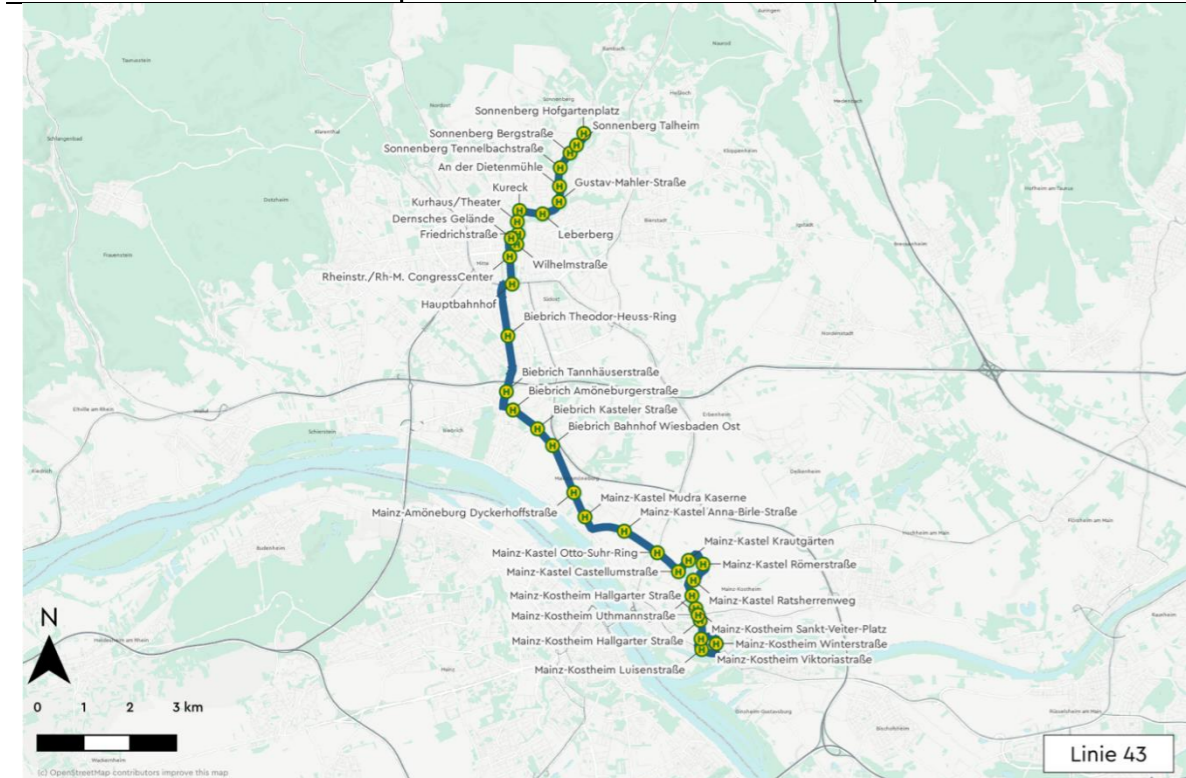 Sonnenberg Hofgartenplatz
Sonnenberg Talheim
Sonnenberg Bergstraße
Sonnenberg Tennelbachstraße
An der Dietenmühle
Gustav-Mahler-Straße
Kureck
Kurhaus/Theater
Dernsches Gelände
Friedrichstraße
Leberberg
Wilhelmstraße
Rheinstr./Rh-M. CongressCenter
Hauptbahnhof
Biebrich Theodor-Heuss-Ring
Biebrich Tannhäuserstraße
Biebrich Amöneburgerstraße
Biebrich Kasteler Straße
Biebrich Bahnhof Wiesbaden Ost
Mainz-Kastel Mudra Kaserne
Mainz-Amöneburg Dyckerhoffstraße
Mainz-Kastel Anna-Birle-Straße
Mainz-Kastel Krautgärten
Mainz-Kastel Otto-Suhr-Ring
Mainz-Kastel Römerstraße
Mainz-Kastel Castellumstraße
Mainz-Kostheim Hallgarter Straße
Mainz-Kastel Ratsherrenweg
Mainz-Kostheim Uthmannstraße
Mainz-Kostheim Sankt-Veiter-Platz
Mainz-Kostheim Hallgarter Straße
Mainz-Kostheim Winterstraße
Mainz-Kostheim Viktoriastraße
Mainz-Kostheim Luisenstraße
N
0 1 2 3 km
Linie 43
(c) OpenStreetMap contributors improve this map